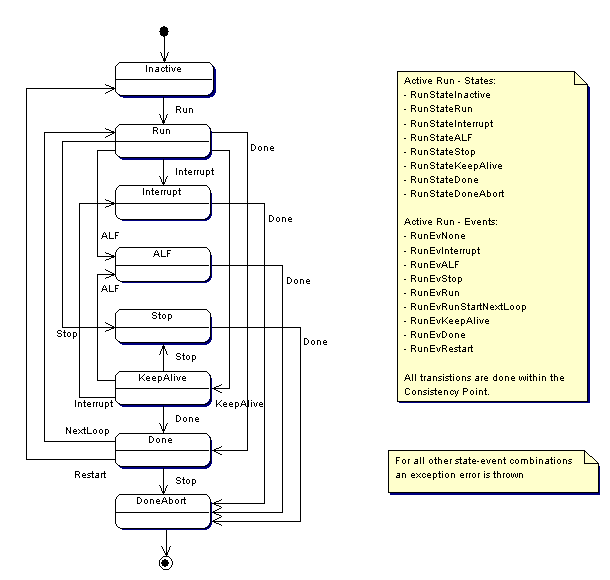 Inactive
Run
Run
Done
Interrupt
Interrupt
Done
ALF
ALF
ALF
Done
Stop
Stop
Done
Stop
KeepAlive
Interrupt
KeepAlive
Done
NextLoop
Done
Restart
Stop
DoneAbort
Active Run - States:
- RunStateInactive
- RunStateRun
- RunStateInterrupt
- RunStateALF
- RunStateStop
- RunStateKeepAlive
- RunStateDone
- RunStateDoneAbort
Active Run - Events:
- RunEvNone
- RunEvInterrupt
- RunEvALF
- RunEvStop
- RunEvRun
- RunEvRunStartNextLoop
- RunEvKeepAlive
- RunEvDone
- RunEvRestart
All transistions are done within the
Consistency Point.
For all other state-event combinations
an exception error is thrown